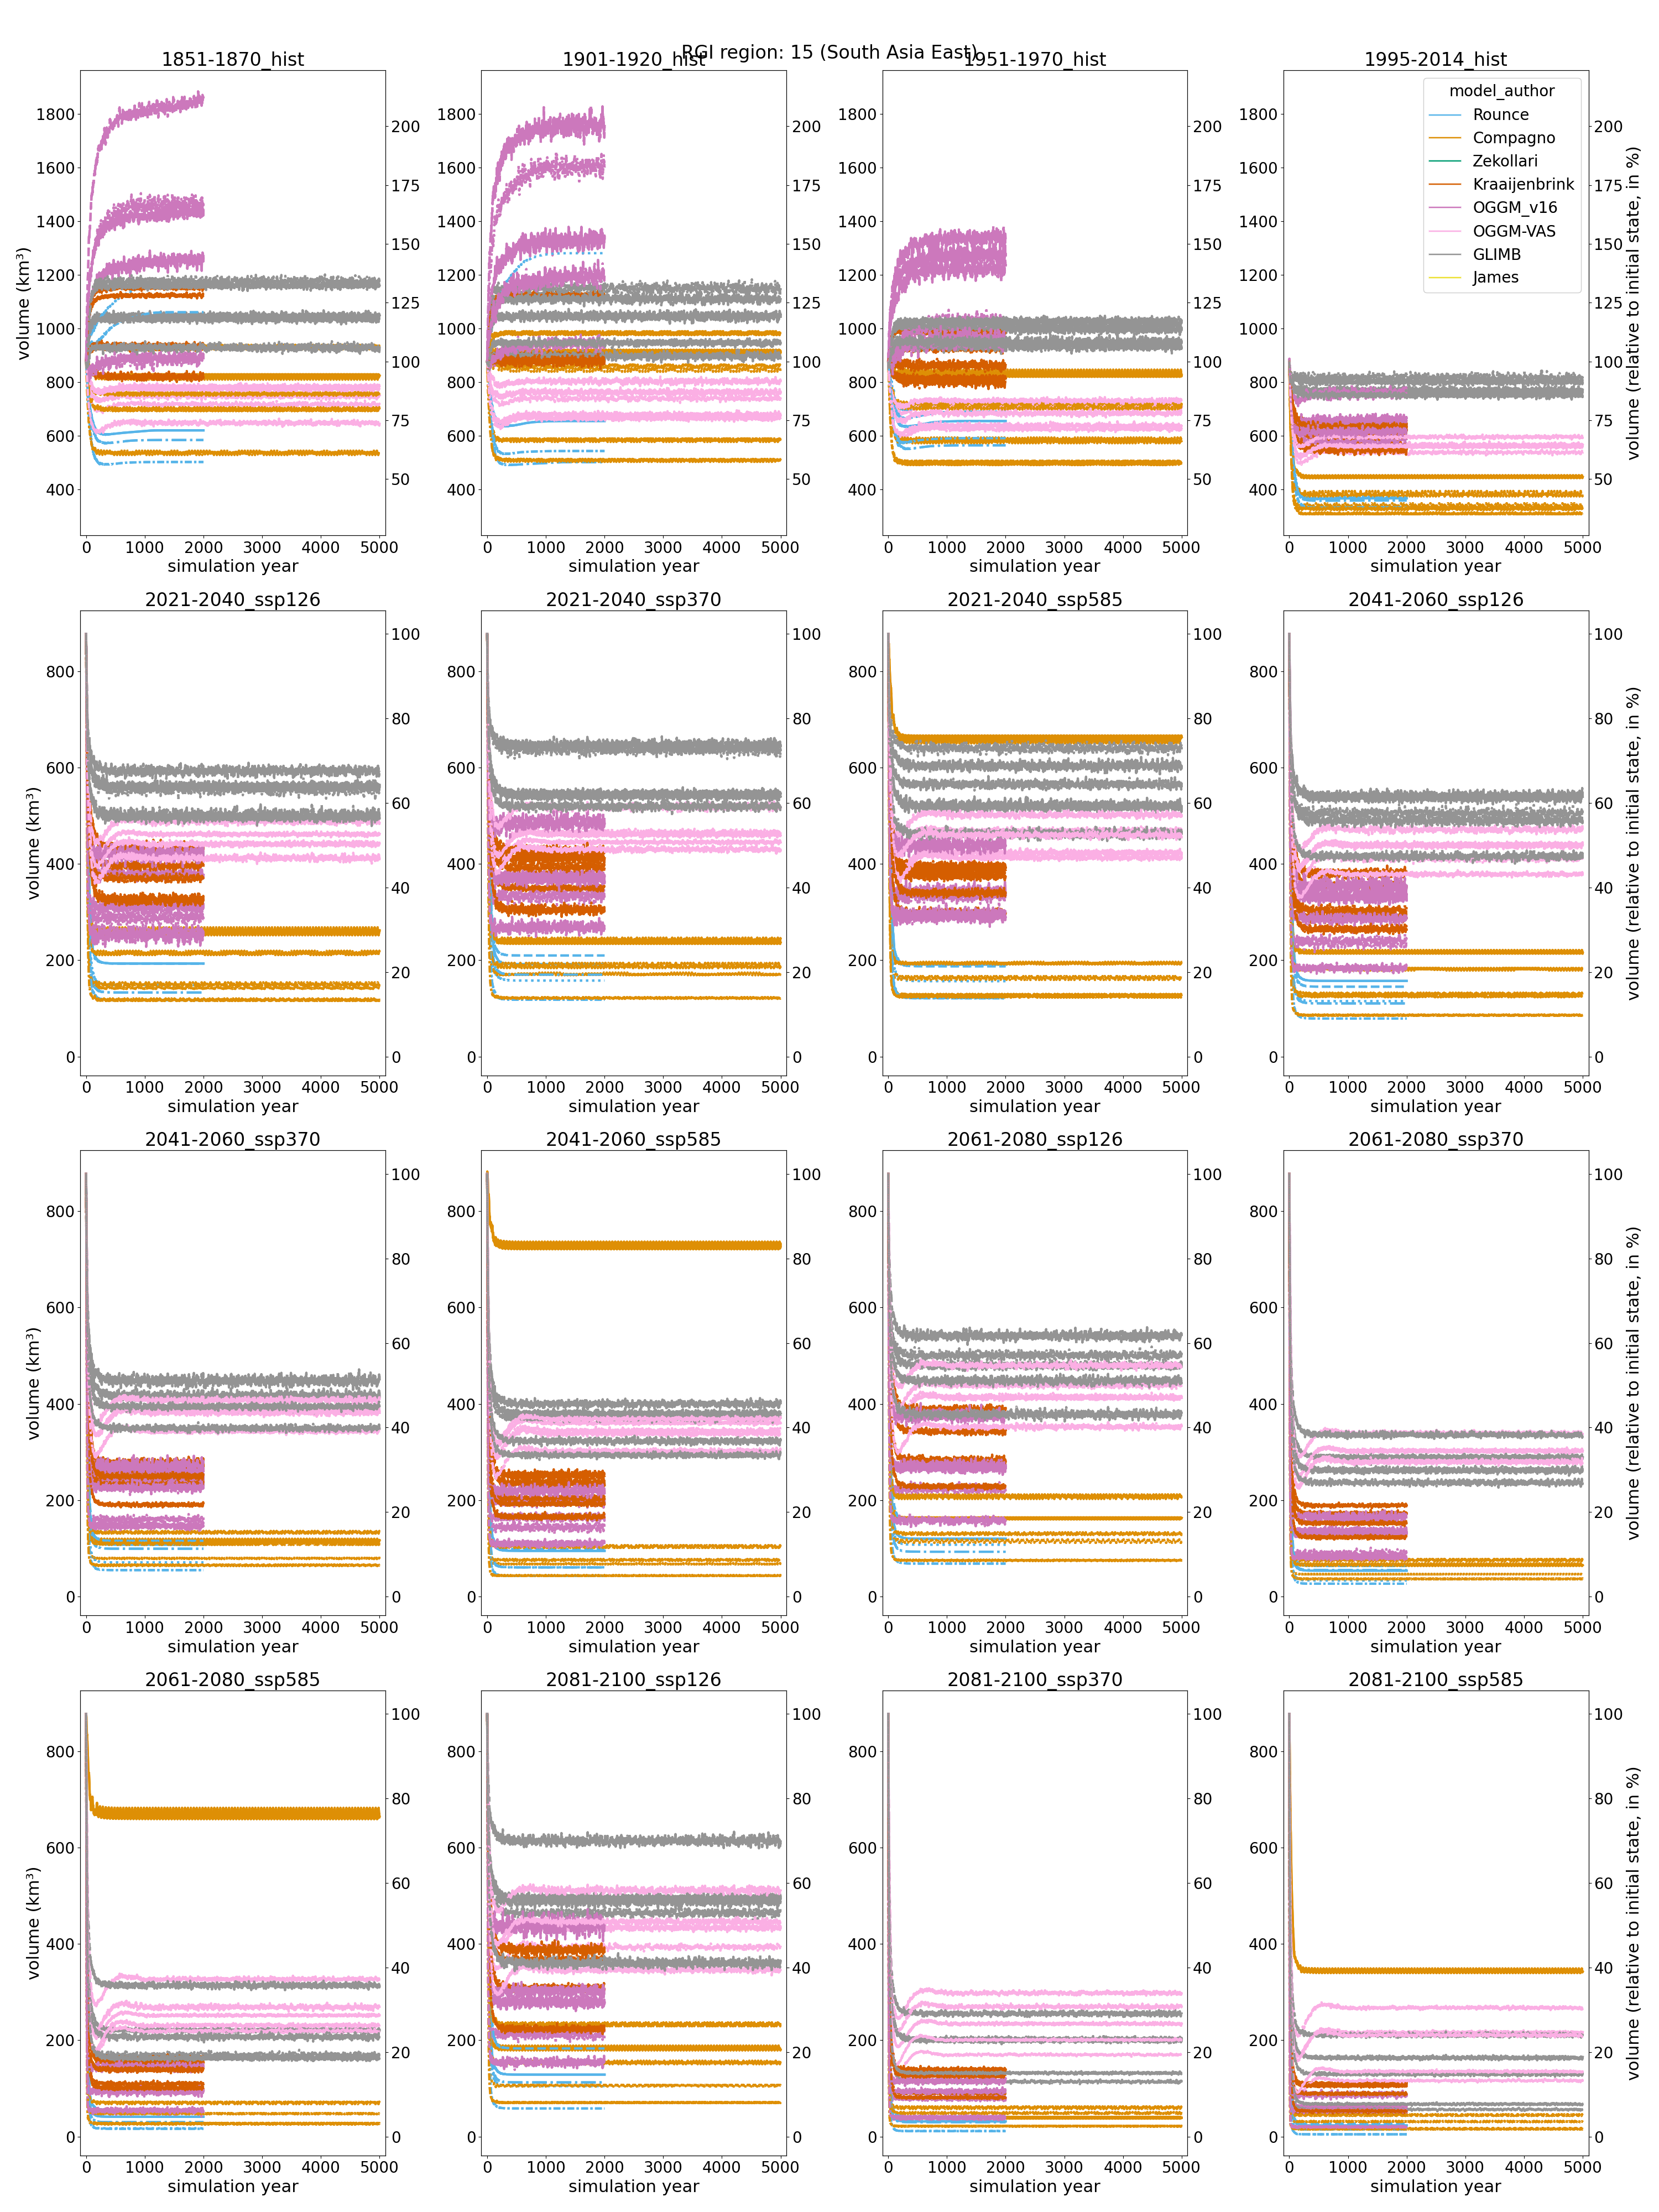 RGI region: 15 (South Asia East)
1851-1870_hist
1901-1920_hist
1951-1970_hist
1995-2014_hist
volume (km³)
1800
1600
1400
1200
1000
800
600
400
200
175
150
125
100
75
50
0 1000 2000 3000 4000 5000
simulation year
1800
1600
1400
1200
1000
800
600
400
200
175
150
125
100
75
50
0 1000 2000 3000 4000 5000
simulation year
1800
1600
1400
1200
1000
800
600
400
200
175
150
125
100
75
50
0 1000 2000 3000 4000 5000
simulation year
1800
1600
1400
1200
1000
800
600
400
model_author
Rounce
Compagno
Zekollari
Kraaijenbrink
OGGM_v16
OGGM-VAS
GLIMB
James
200
175
150
125
100
75
50
volume (relative to initial state, in %)
0 1000 2000 3000 4000 5000
simulation year
2021-2040_ssp126
volume (km³)
800
600
400
200
0
100
80
60
40
20
0
0 1000 2000 3000 4000 5000
simulation year
2021-2040_ssp370
800
600
400
200
0
100
80
60
40
20
0
0 1000 2000 3000 4000 5000
simulation year
2021-2040_ssp585
800
600
400
200
0
100
80
60
40
20
0
0 1000 2000 3000 4000 5000
simulation year
2041-2060_ssp126
800
600
400
200
0
100
80
60
40
20
0
volume (relative to initial state, in %)
0 1000 2000 3000 4000 5000
simulation year
2041-2060_ssp370
volume (km³)
800
600
400
200
0
100
80
60
40
20
0
0 1000 2000 3000 4000 5000
simulation year
2041-2060_ssp585
800
600
400
200
0
100
80
60
40
20
0
0 1000 2000 3000 4000 5000
simulation year
2061-2080_ssp126
800
600
400
200
0
100
80
60
40
20
0
0 1000 2000 3000 4000 5000
simulation year
2061-2080_ssp370
800
600
400
200
0
100
80
60
40
20
0
volume (relative to initial state, in %)
0 1000 2000 3000 4000 5000
simulation year
2061-2080_ssp585
volume (km³)
800
600
400
200
0
100
80
60
40
20
0
0 1000 2000 3000 4000 5000
simulation year
2081-2100_ssp126
800
600
400
200
0
100
80
60
40
20
0
0 1000 2000 3000 4000 5000
simulation year
2081-2100_ssp370
800
600
400
200
0
100
80
60
40
20
0
0 1000 2000 3000 4000 5000
simulation year
2081-2100_ssp585
800
600
400
200
0
100
80
60
40
20
0
volume (relative to initial state, in %)
0 1000 2000 3000 4000 5000
simulation year